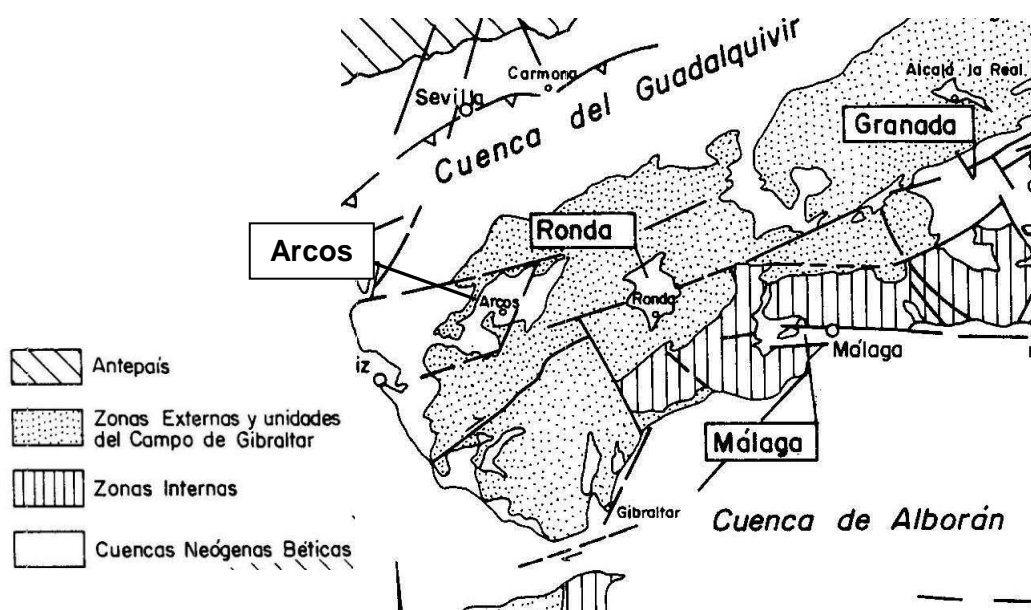 Carmona
Sevilla
Cuenca del Guadalquivir
Alcalá la Real
Granada
Arcos
Ronda
Arcos
Ronda
iz
Málaga
Málaga
Gibraltar
Cuenca de Alborán
Antepaís
Zonas Externas y unidades
del Campo de Gibraltar
Zonas Internas
Cuencas Neógenas Béticas